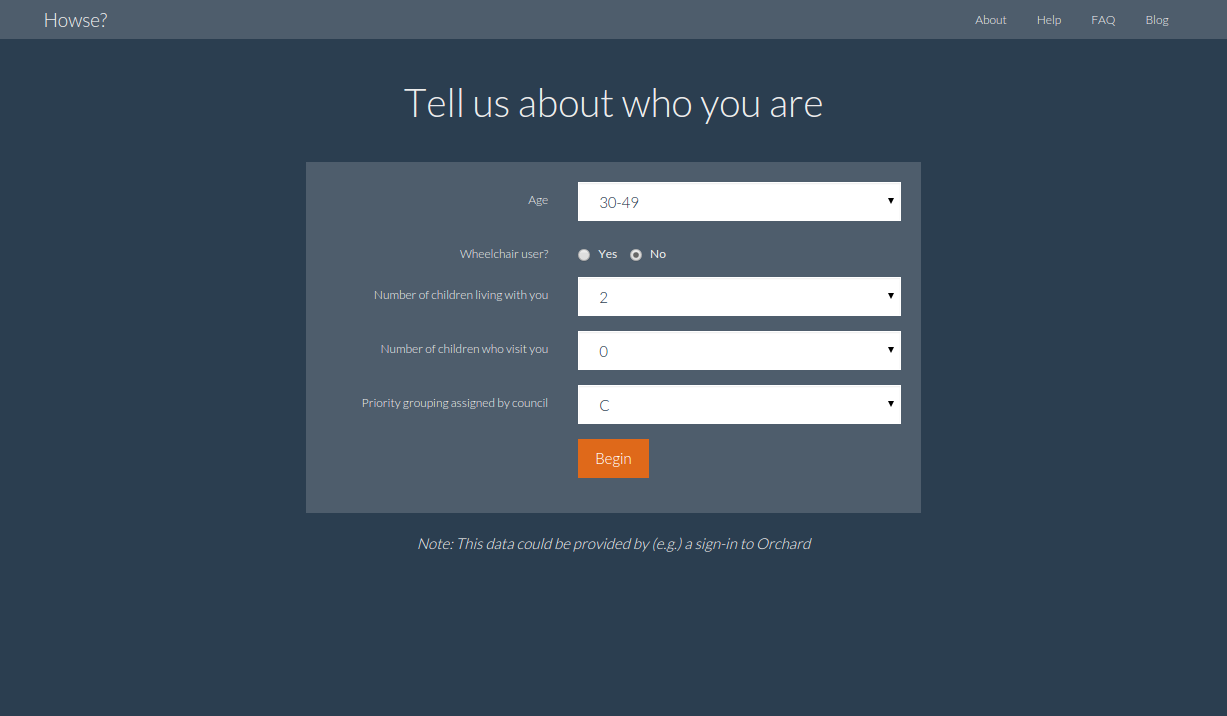 Howse? About Help FAQ Blog
Tell us about who you are
Age 30-49
Wheelchair user? Yes No
Number of children living with you 2
Number of children who visit you 0
Priority grouping assigned by council C
Begin
Note: This data could be provided by (e.g.) a sign-in to Orchard